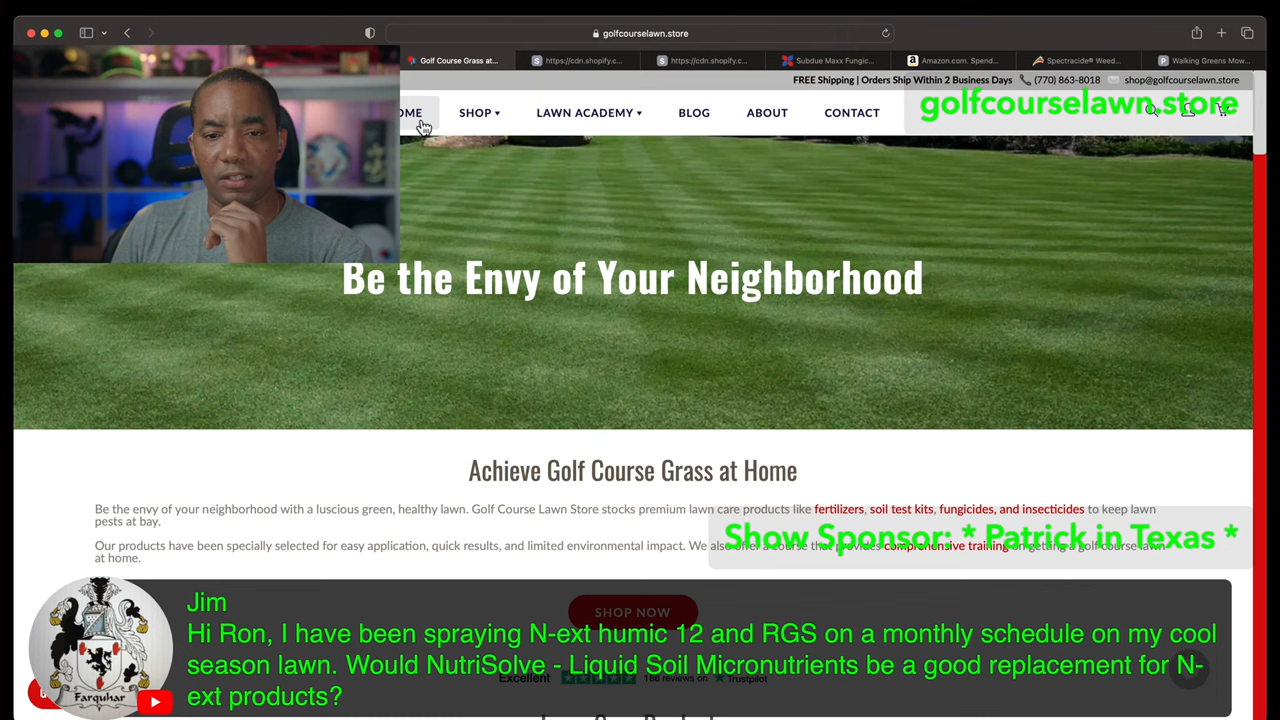 golfcourselawn.store
Golf Course Grass at...
https://cdn.shopify.c...
https://cdn.shopify.c...
Subdue Maxx Fungic...
Amazon.com. Spend...
Spectracide® Weed...
Walking Greens Mow...
FREE Shipping | Orders Ship Within 2 Business Days (770) 863-8018 shop@golfcourselawn.store
golfcourselawn.store
OME SHOP LAWN ACADEMY BLOG ABOUT CONTACT
Be the Envy of Your Neighborhood
Achieve Golf Course Grass at Home
Be the envy of your neighborhood with a luscious green, healthy lawn. Golf Course Lawn Store stocks premium lawn care products like fertilizers, soil test kits, fungicides, and insecticides to keep lawn
pests at bay.
Show Sponsor: * Patrick in Texas *
Our products have been specially selected for easy application, quick results, and limited environmental impact. We also offer a course that provides comprehensive training on getting a golf course lawn
at home.
SHOP NOW
Jim
Hi Ron, I have been spraying N-ext humic 12 and RGS on a monthly schedule on my cool
season lawn. Would NutriSolve - Liquid Soil Micronutrients be a good replacement for N-
ext products?
Excellent 186 reviews on Trustpilot
Farquhar